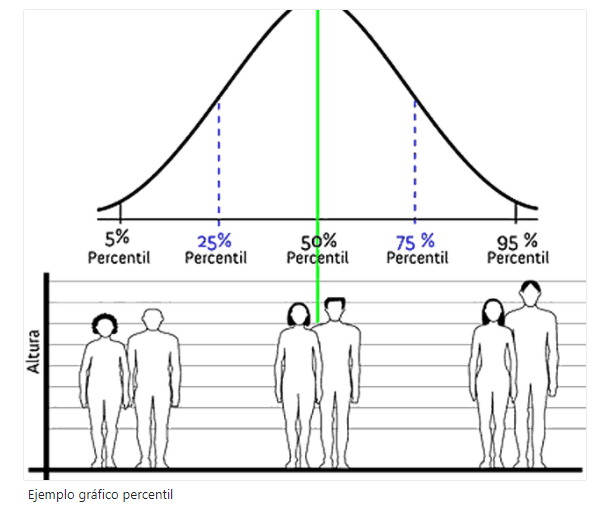 5% 25% 50% 75 % 95 %
Percentil Percentil Percentil Percentil Percentil
Altura
Ejemplo gráfico percentil